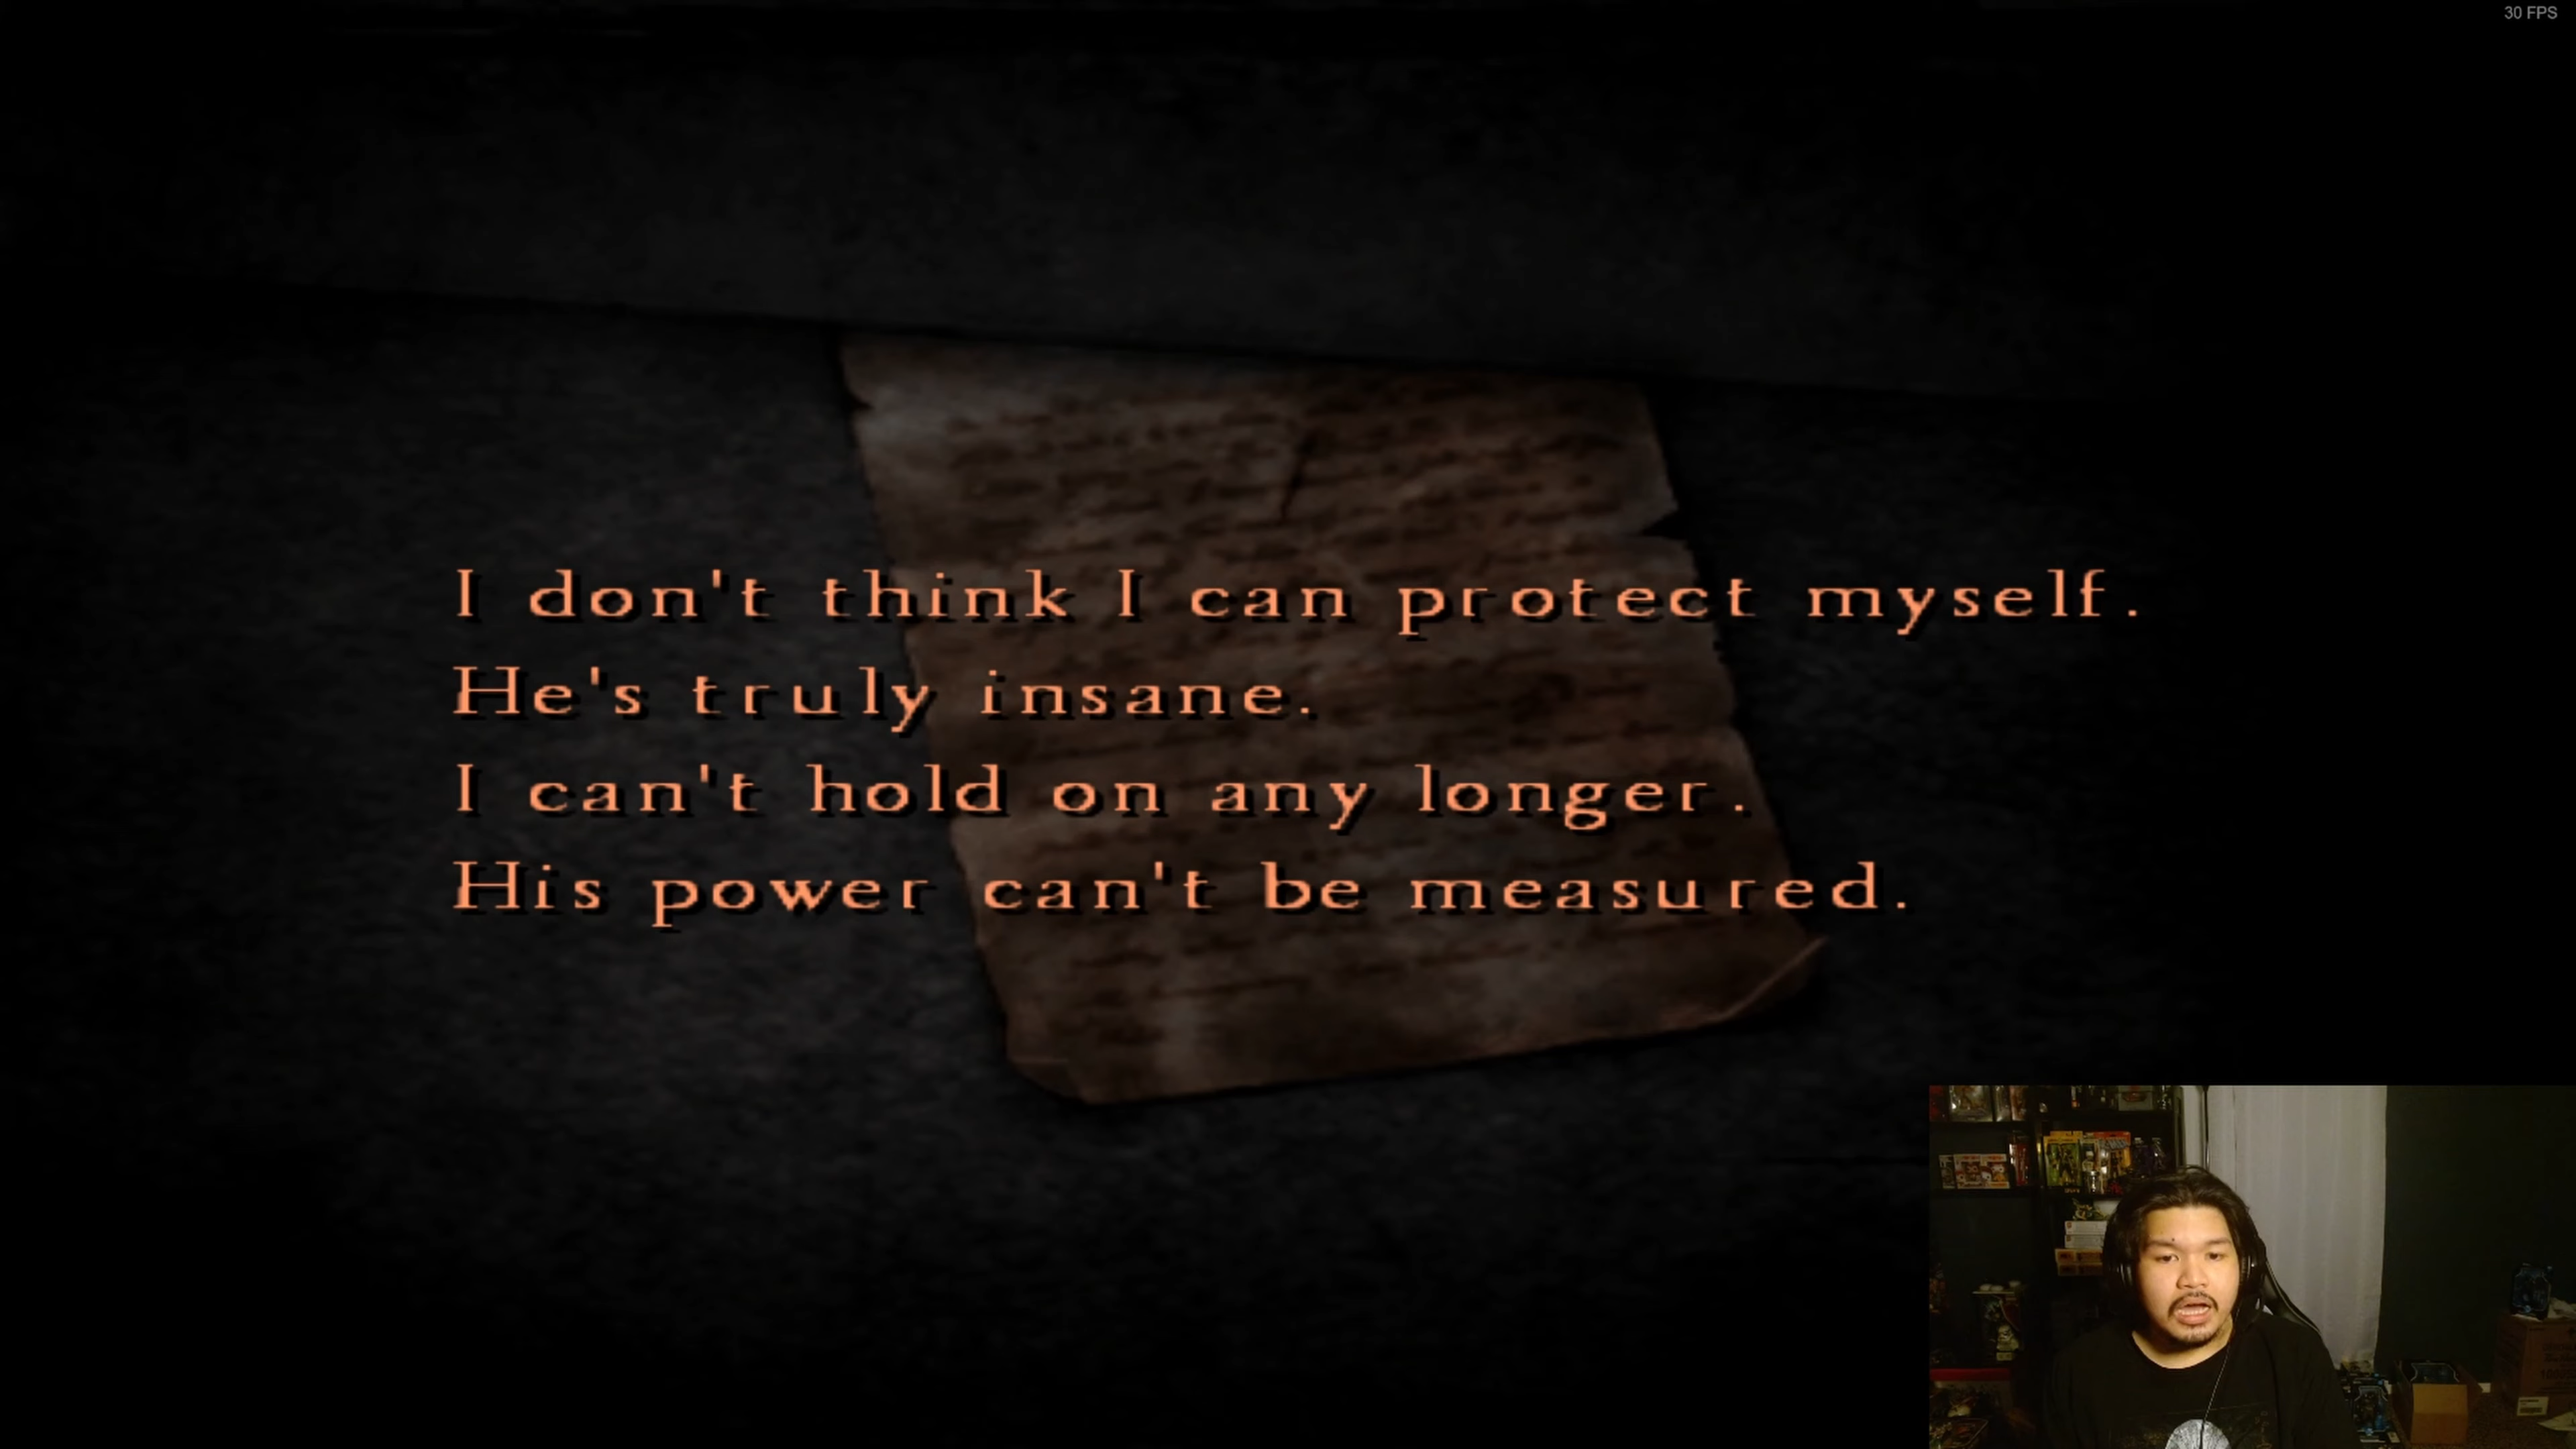 30 FPS
I don't think I can protect myself.
He's truly insane.
I can't hold on any longer.
His power can't be measured.